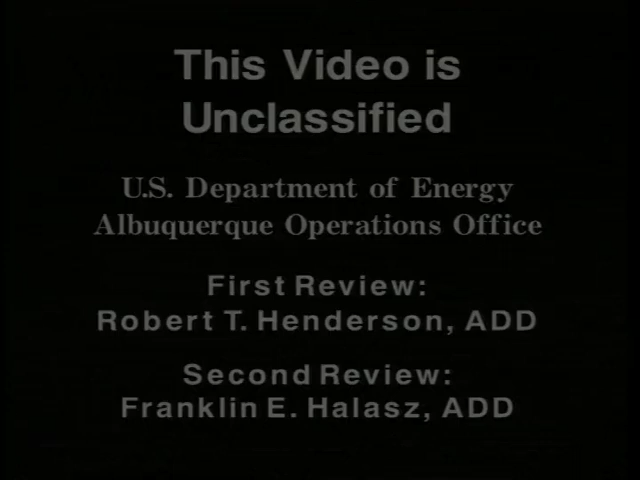 This Video is
Unclassified
U.S. Department of Energy
Albuquerque Operations Office
First Review:
Robert T. Henderson, ADD
Second Review:
Franklin E. Halasz, ADD